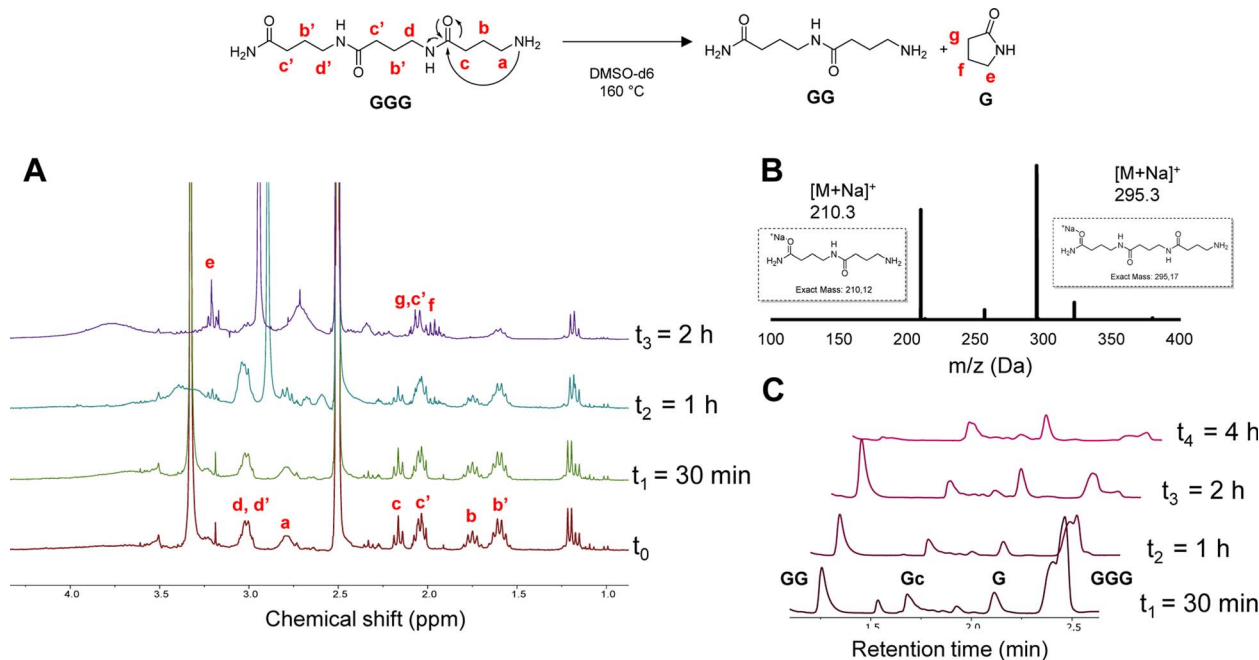 O
b'
H
N
c'
O
d
O
b
H2N
N
NH2
c'
d'
O
b'
N
H
c
a
GGG
DMSO-d6
160 °C
O
H
N
H2N
NH2
O
GG
+
O
g
NH
f
e
G
A
e
g,c'
f
t3 = 2 h
t2 = 1 h
t1 = 30 min
d, d'
a
c
c'
b
b'
t0
4.0 3.5 3.0 2.5 2.0 1.5 1.0
Chemical shift (ppm)
B
[M+Na]+
210.3
[M+Na]+
295.3
+Na
O
H
N
H2N
NH2
O
Exact Mass: 210,12
+Na
O
H
N
O
H2N
N
H
NH2
O
Exact Mass: 295,17
100 150 200 250 300 350 400
m/z (Da)
C
t4 = 4 h
t3 = 2 h
t2 = 1 h
GG
Gc
G
GGG
t1 = 30 min
1.5 2.0 2.5
Retention time (min)